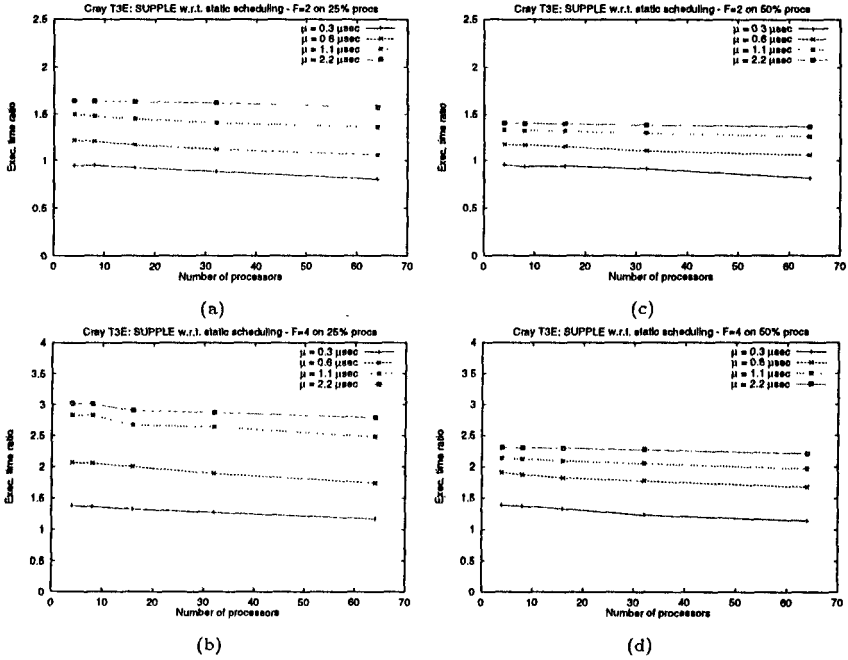 Cray T3E: SUPPLE w.r.t. static scheduling - F=2 on 25% procs
μ = 0.3 μsec
μ = 0.6 μsec
μ = 1.1 μsec
μ = 2.2 μsec
Exec. time ratio
2.5
2
1.5
1
0.5
0
0 10 20 30 40 50 60 70
Number of processors
(a)
Cray T3E: SUPPLE w.r.t. static scheduling - F=2 on 50% procs
μ = 0.3 μsec
μ = 0.6 μsec
μ = 1.1 μsec
μ = 2.2 μsec
Exec. time ratio
2.5
2
1.5
1
0.5
0
0 10 20 30 40 50 60 70
Number of processors
(c)
Cray T3E: SUPPLE w.r.t. static scheduling - F=4 on 25% procs
μ = 0.3 μsec
μ = 0.6 μsec
μ = 1.1 μsec
μ = 2.2 μsec
Exec. time ratio
4
3.5
3
2.5
2
1.5
1
0.5
0
0 10 20 30 40 50 60 70
Number of processors
(b)
Cray T3E: SUPPLE w.r.t. static scheduling - F=4 on 50% procs
μ = 0.3 μsec
μ = 0.6 μsec
μ = 1.1 μsec
μ = 2.2 μsec
Exec. time ratio
4
3.5
3
2.5
2
1.5
1
0.5
0
0 10 20 30 40 50 60 70
Number of processors
(d)